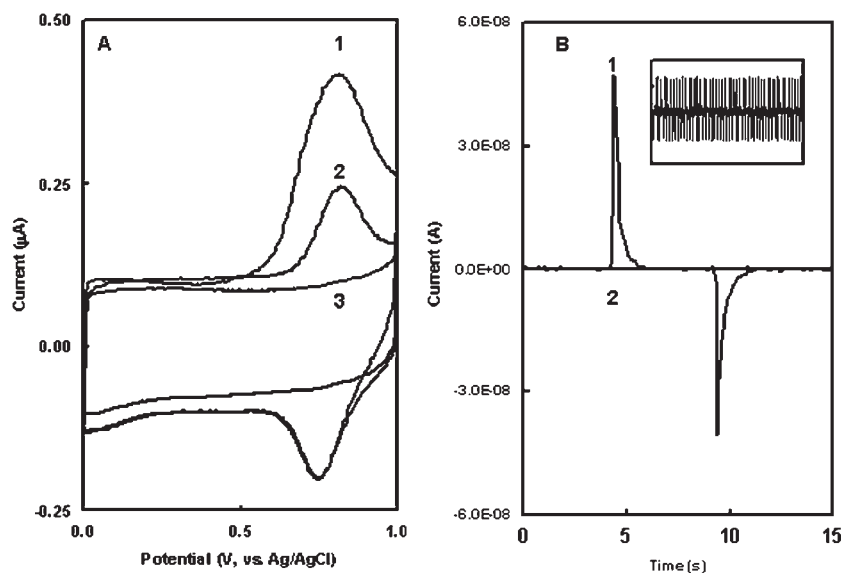 A
1
2
3
0.50
0.25
0.00
-0.25
0.0
0.5
1.0
Current (µA)
Potential (V, vs. Ag/AgCl)
B
1
2
6.0E-08
3.0E-08
0.0E+00
-3.0E-08
-6.0E-08
0
5
10
15
Current (A)
Time (s)